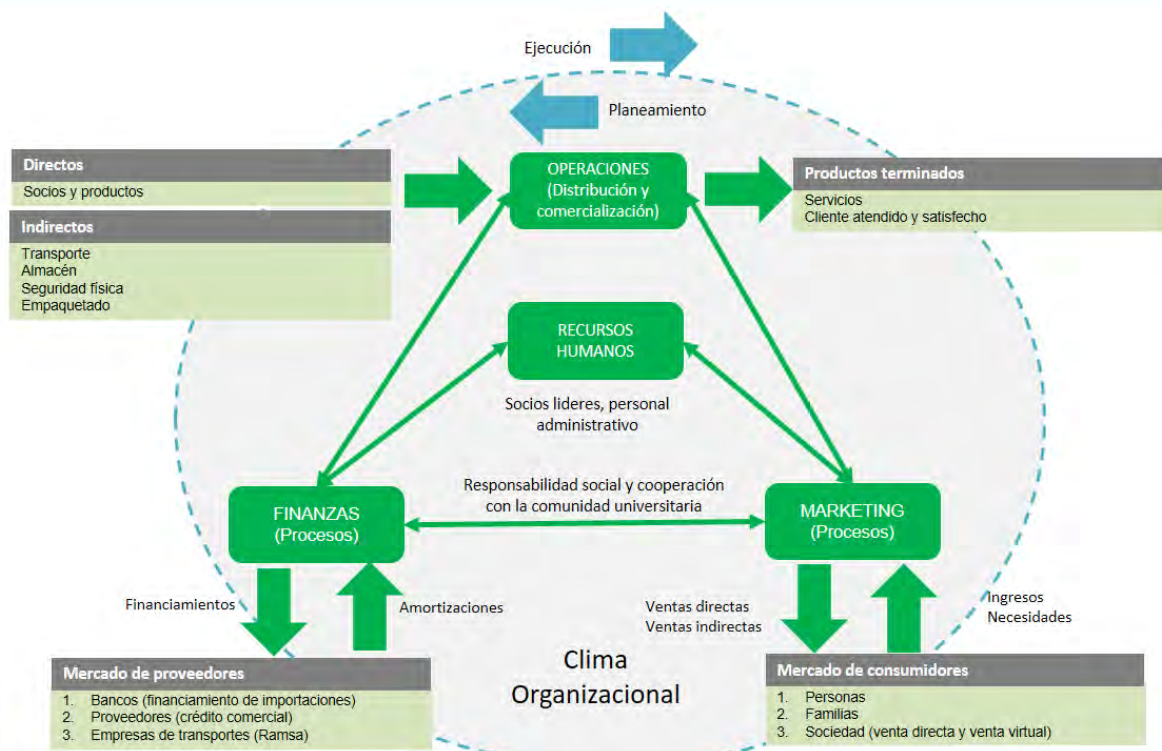 Ejecución
Planeamiento
Directos
Socios y productos
Indirectos
Transporte
Almacén
Seguridad física
Empaquetado
OPERACIONES
(Distribución y
comercialización)
Productos terminados
Servicios
Cliente atendido y satisfecho
RECURSOS
HUMANOS
Socios lideres, personal
administrativo
Responsabilidad social y cooperación
con la comunidad universitaria
FINANZAS
(Procesos)
MARKETING
(Procesos)
Financiamientos
Amortizaciones
Ventas directas
Ventas indirectas
Ingresos
Necesidades
Clima
Organizacional
Mercado de proveedores
1. Bancos (financiamiento de importaciones)
2. Proveedores (crédito comercial)
3. Empresas de transportes (Ramsa)
Mercado de consumidores
1. Personas
2. Familias
3. Sociedad (venta directa y venta virtual)